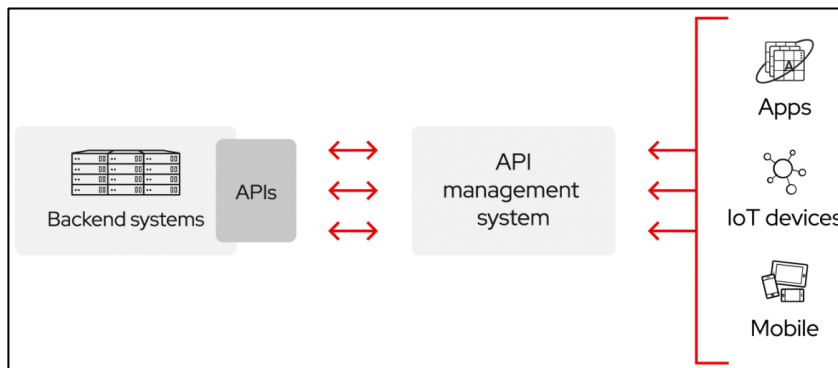 Backend systems
APIs
API
management
system
A
Apps
IoT devices
Mobile